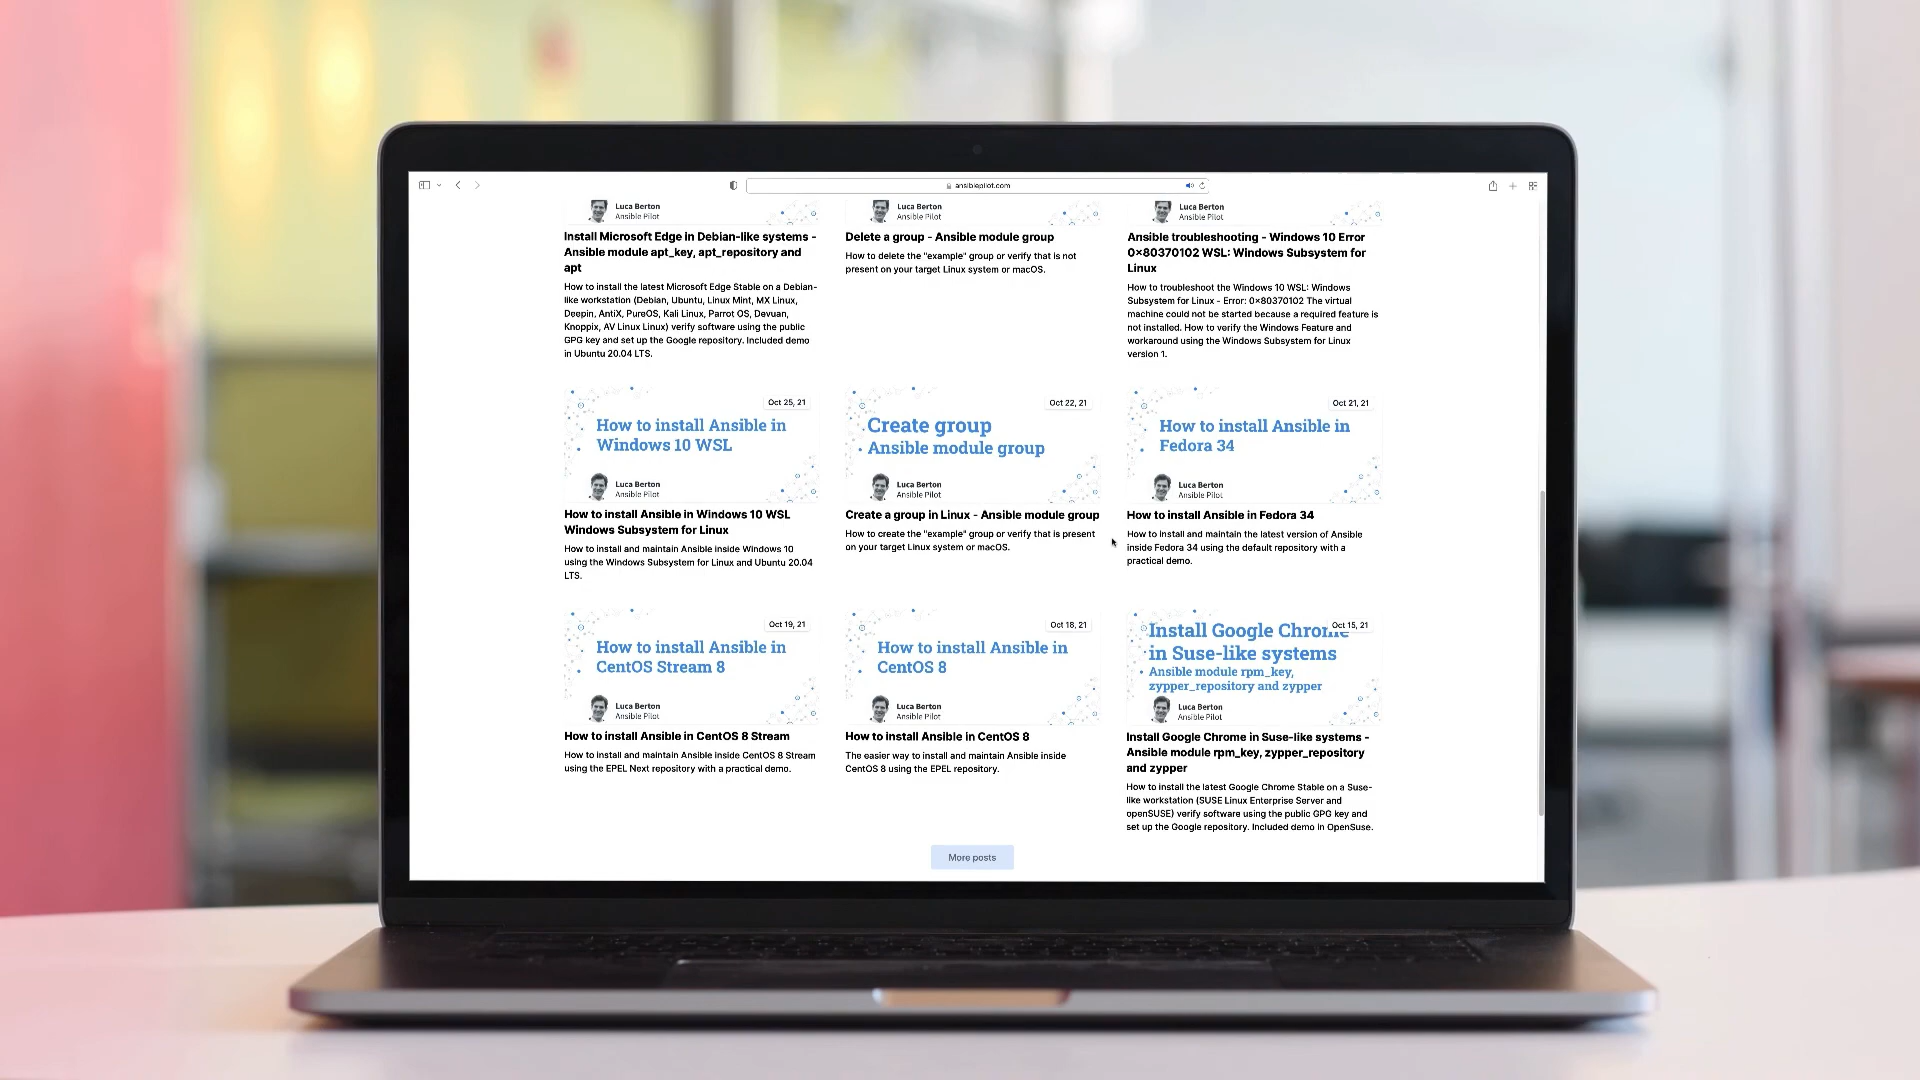 ansiblepilot.com
Luca Berton
Ansible Pilot
Install Microsoft Edge in Debian-like systems -
Ansible module apt_key, apt_repository and
apt
How to install the latest Microsoft Edge Stable on a Debian-
like workstation (Debian, Ubuntu, Linux Mint, MX Linux,
Deepin, AntiX, PureOS, Kali Linux, Parrot OS, Devuan,
Knoppix, AV Linux Linux) verify software using the public
GPG key and set up the Google repository. Included demo
in Ubuntu 20.04 LTS.
Luca Berton
Ansible Pilot
Delete a group - Ansible module group
How to delete the "example" group or verify that is not
present on your target Linux system or macOS.
Luca Berton
Ansible Pilot
Ansible troubleshooting - Windows 10 Error
0x80370102 WSL: Windows Subsystem for
Linux
How to troubleshoot the Windows 10 WSL: Windows
Subsystem for Linux - Error: 0x80370102 The virtual
machine could not be started because a required feature is
not installed. How to verify the Windows Feature and
workaround using the Windows Subsystem for Linux
version 1.
Oct 25, 21
How to install Ansible in
Windows 10 WSL
Luca Berton
Ansible Pilot
How to install Ansible in Windows 10 WSL
Windows Subsystem for Linux
How to install and maintain Ansible inside Windows 10
using the Windows Subsystem for Linux and Ubuntu 20.04
LTS.
Oct 22, 21
Create group
Ansible module group
Luca Berton
Ansible Pilot
Create a group in Linux - Ansible module group
How to create the "example" group or verify that is present
on your target Linux system or macOS.
Oct 21, 21
How to install Ansible in
Fedora 34
Luca Berton
Ansible Pilot
How to install Ansible in Fedora 34
How to install and maintain the latest version of Ansible
inside Fedora 34 using the default repository with a
practical demo.
Oct 19, 21
How to install Ansible in
CentOS Stream 8
Luca Berton
Ansible Pilot
How to install Ansible in CentOS 8 Stream
How to install and maintain Ansible inside CentOS 8 Stream
using the EPEL Next repository with a practical demo.
Oct 18, 21
How to install Ansible in
CentOS 8
Luca Berton
Ansible Pilot
How to install Ansible in CentOS 8
The easier way to install and maintain Ansible inside
CentOS 8 using the EPEL repository.
Oct 15, 21
Install Google Chrome
in Suse-like systems
Ansible module rpm_key,
zypper_repository and zypper
Luca Berton
Ansible Pilot
Install Google Chrome in Suse-like systems -
Ansible module rpm_key, zypper_repository
and zypper
How to install the latest Google Chrome Stable on a Suse-
like workstation (SUSE Linux Enterprise Server and
openSUSE) verify software using the public GPG key and
set up the Google repository. Included demo in OpenSuse.
More posts